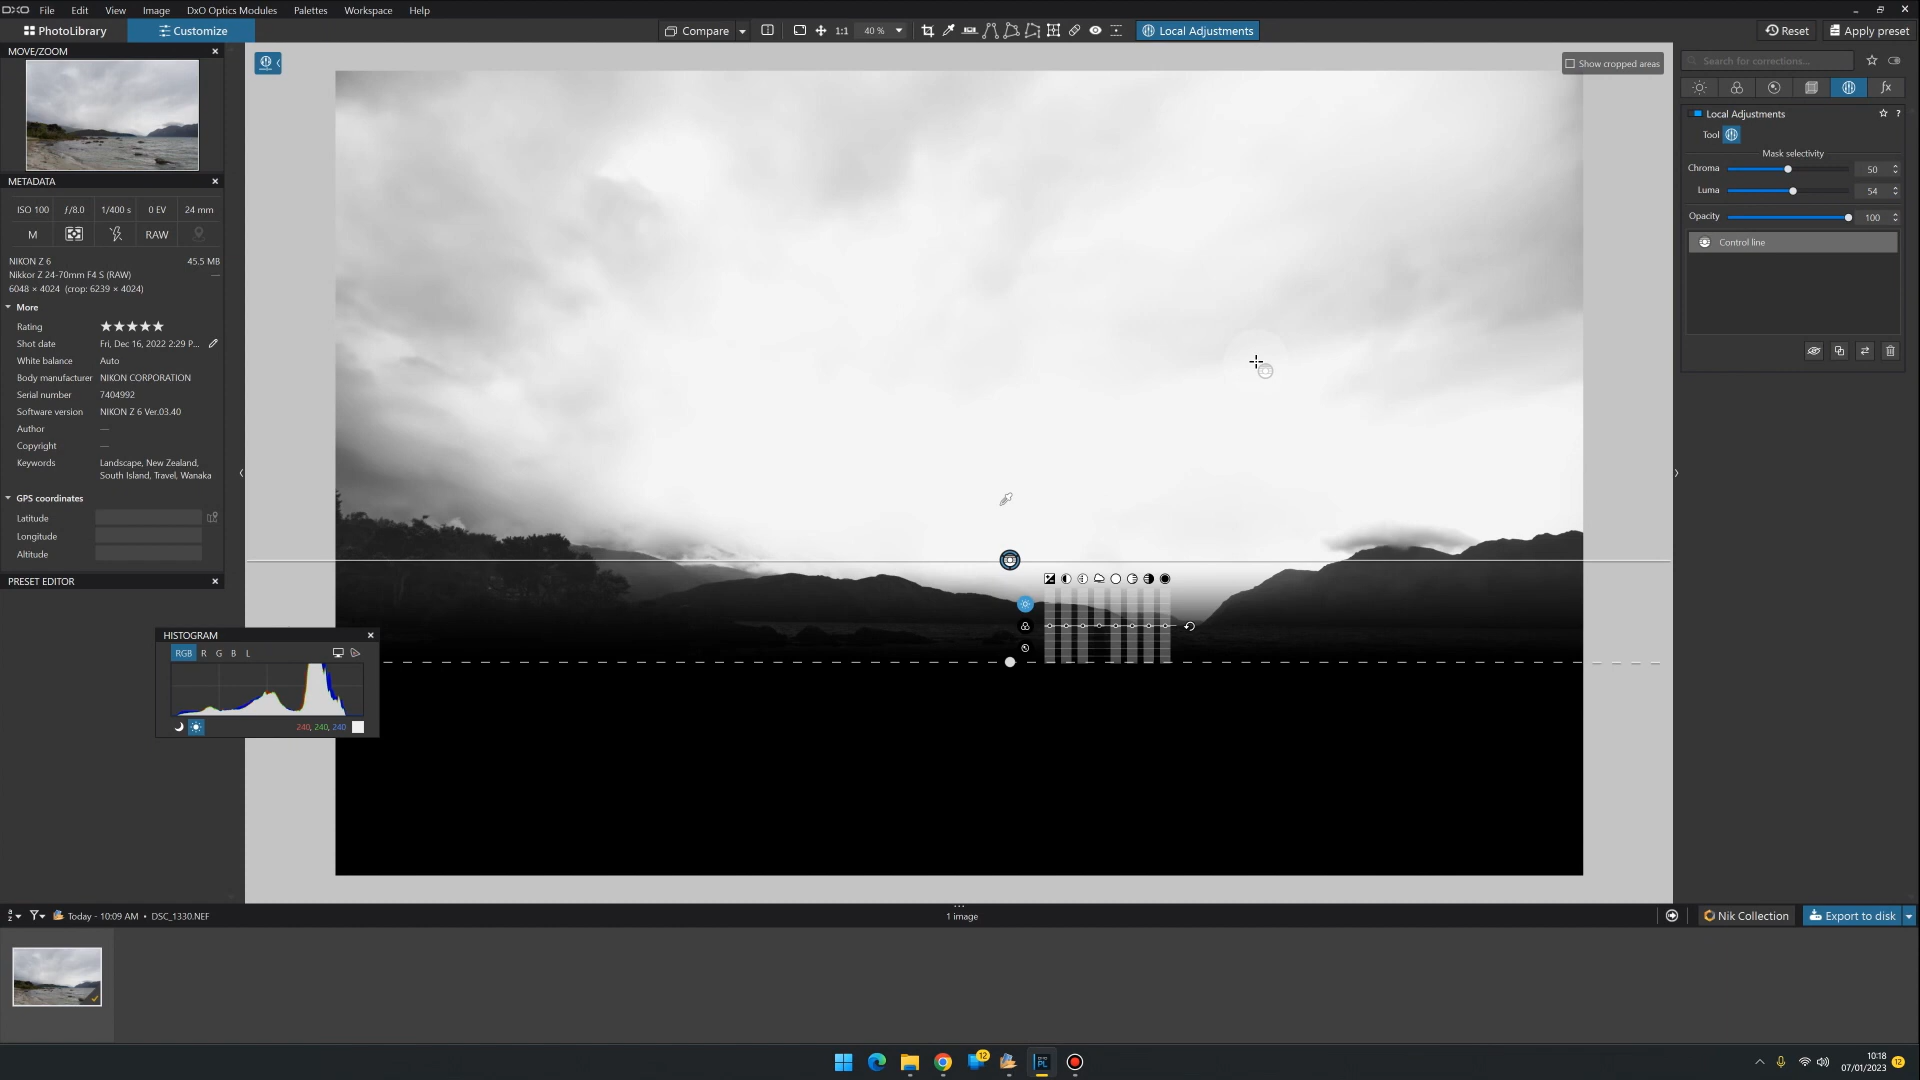 DXO File Edit View Image DxO Optics Modules Palettes Workspace Help
PhotoLibrary Customize Compare 1:1 40 % Local Adjustments Reset Apply preset
MOVE/ZOOM
Show cropped areas
Search for corrections...
Local Adjustments ?
Tool
Mask selectivity
Chroma 50
Luma 54
Opacity 100
Control line
METADATA
ISO 100 ƒ/8.0 1/400 s 0 EV 24 mm
M RAW
NIKON Z 6 45.5 MB
Nikkor Z 24-70mm F4 S (RAW) —
6048 × 4024 (crop: 6239 × 4024)
More
Rating ★★★★★
Shot date Fri, Dec 16, 2022 2:29 P...
White balance Auto
Body manufacturer NIKON CORPORATION
Serial number 7404992
Software version NIKON Z 6 Ver.03.40
Author —
Copyright —
Keywords Landscape, New Zealand,
South Island, Travel, Wanaka
GPS coordinates
Latitude
Longitude
Altitude
PRESET EDITOR
HISTOGRAM
RGB R G B L
240, 240, 240
Today - 10:09 AM • DSC_1330.NEF 1 image Nik Collection Export to disk
12
DXO
PL
10:18
07/01/2023
12